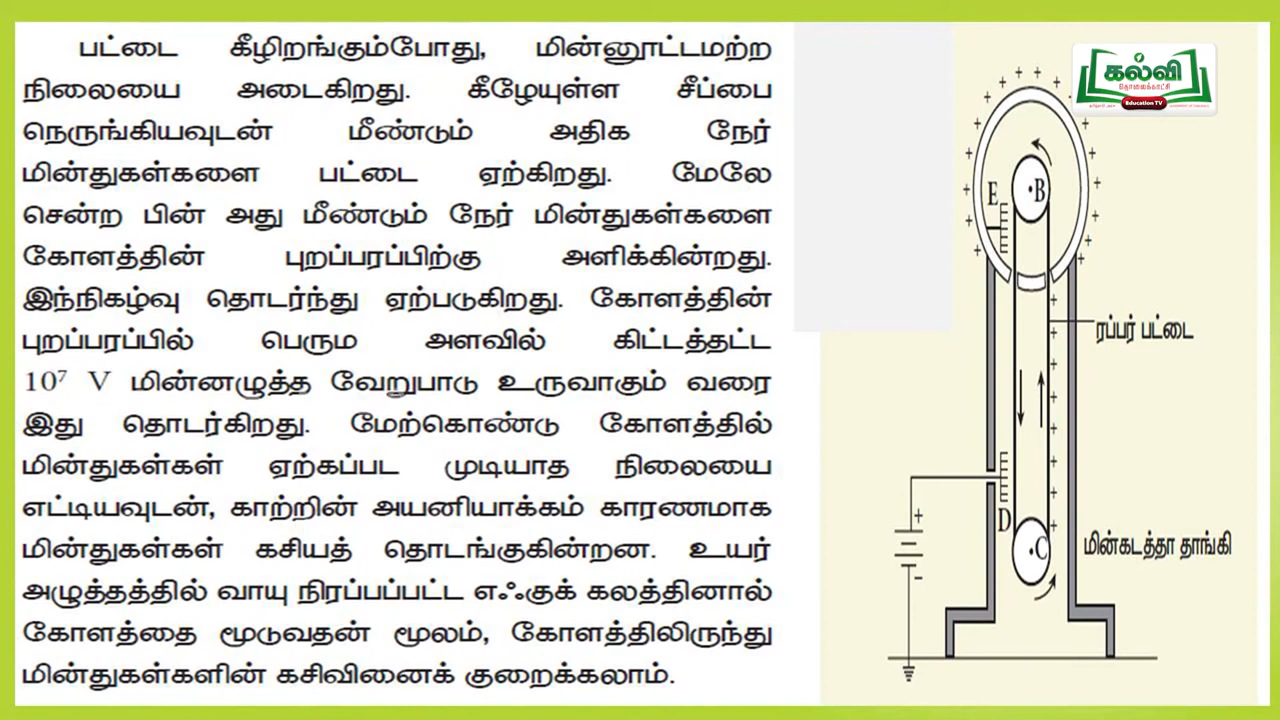 பட்டை கீழிறங்கும்போது, மின்னூட்டமற்ற
நிலையை அடைகிறது. கீழேயுள்ள சீப்பை
நெருங்கியவுடன் மீண்டும் அதிக நேர்
மின்துகள்களை பட்டை ஏற்கிறது. மேலே
சென்ற பின் அது மீண்டும் நேர் மின்துகள்களை
கோளத்தின் புறப்பரப்பிற்கு அளிக்கின்றது.
இந்நிகழ்வு தொடர்ந்து ஏற்படுகிறது. கோளத்தின்
புறப்பரப்பில் பெரும அளவில் கிட்டத்தட்ட
10⁷ V மின்னழுத்த வேறுபாடு உருவாகும் வரை
இது தொடர்கிறது. மேற்கொண்டு கோளத்தில்
மின்துகள்கள் ஏற்கப்பட முடியாத நிலையை
எட்டியவுடன், காற்றின் அயனியாக்கம் காரணமாக
மின்துகள்கள் கசியத் தொடங்குகின்றன. உயர்
அழுத்தத்தில் வாயு நிரப்பப்பட்ட எஃகுக் கலத்தினால்
கோளத்தை மூடுவதன் மூலம், கோளத்திலிருந்து
மின்துகள்களின் கசிவினைக் குறைக்கலாம்.
கல்வி
தொலைக்காட்சி
Education TV
E
B
ரப்பர் பட்டை
+
D
-
C
மின்கடத்தா தாங்கி